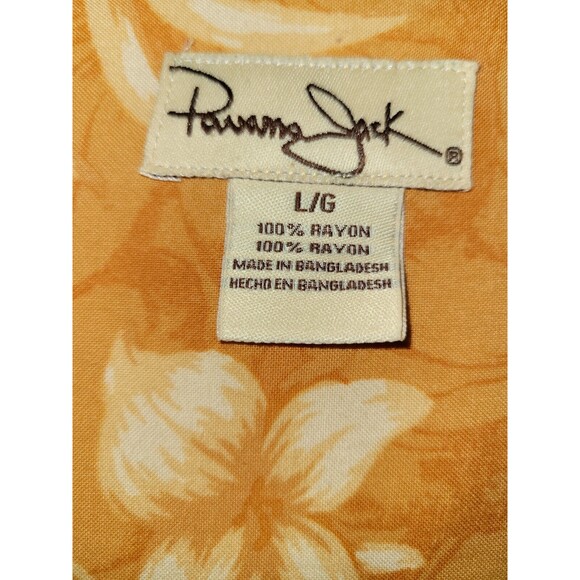 Panama Jack ®
L/G
100% RAYON
100% RAYON
MADE IN BANGLADESH
HECHO EN BANGLADESH